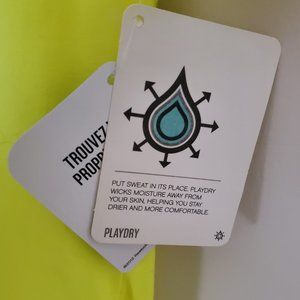 TROUVEZ
PROPR
PUT SWEAT IN ITS PLACE. PLAYDRY
WICKS MOISTURE AWAY FROM
YOUR SKIN, HELPING YOU STAY
DRIER AND MORE COMFORTABLE.
PLAYDRY